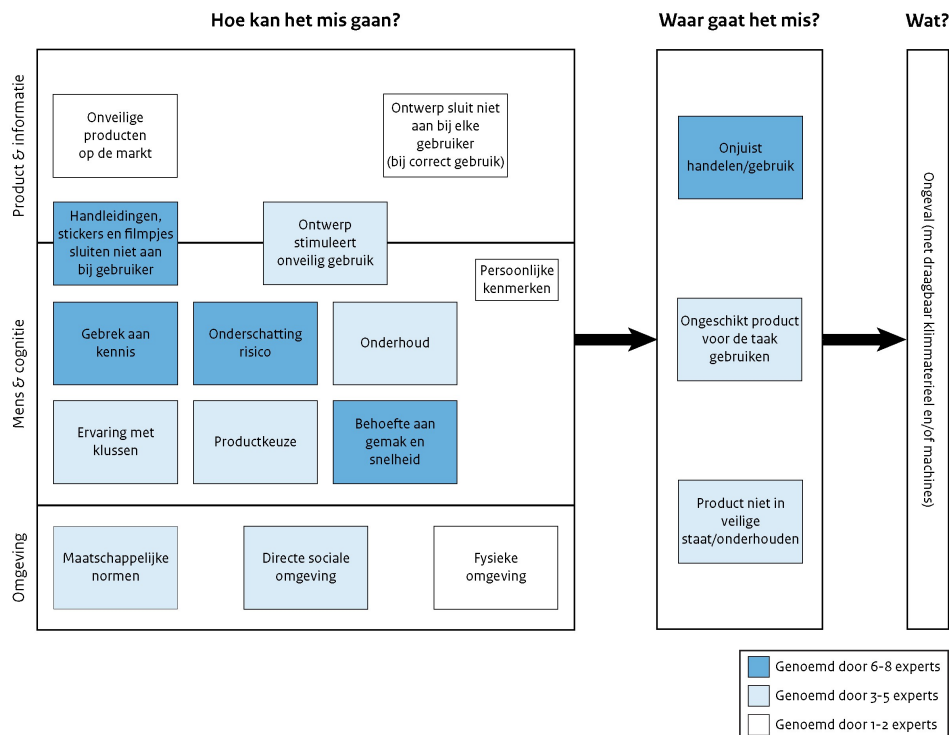 Hoe kan het mis gaan?
Waar gaat het mis?
Wat?
Product & informatie
Onveilige
producten
op de markt
Ontwerp sluit niet
aan bij elke
gebruiker
(bij correct gebruik)
Handleidingen,
stickers en filmpjes
sluiten niet aan
bij gebruiker
Ontwerp
stimuleert
onveilig gebruik
Mens & cognitie
Persoonlijke
kenmerken
Gebrek aan
kennis
Onderschatting
risico
Onderhoud
Ervaring met
klussen
Productkeuze
Behoefte aan
gemak en
snelheid
Omgeving
Maatschappelijke
normen
Directe sociale
omgeving
Fysieke
omgeving
Onjuist
handelen/gebruik
Ongeschikt product
voor de taak
gebruiken
Product niet in
veilige
staat/onderhouden
Ongeval (met draagbaar klimmaterieel en/of machines)
Genoemd door 6-8 experts
Genoemd door 3-5 experts
Genoemd door 1-2 experts